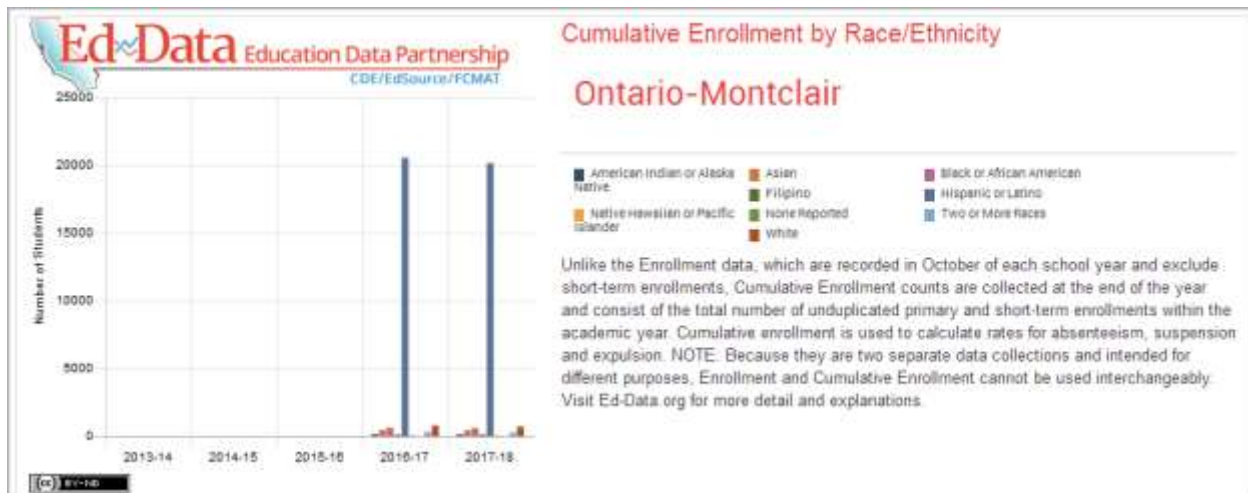 Ed Data Education Data Partnership
CDE/EdSource/FCMAT
Cumulative Enrollment by Race/Ethnicity
Ontario-Montclair
25000
20000
15000
10000
5000
0
Number of Students
2013-14 2014-15 2015-16 2016-17 2017-18
American Indian or Alaska
Native
Native Hawaiian or Pacific
Islander
Asian
Filipino
None Reported
White
Black or African American
Hispanic or Latino
Two or More Races
Unlike the Enrollment data, which are recorded in October of each school year and exclude
short-term enrollments, Cumulative Enrollment counts are collected at the end of the year
and consist of the total number of unduplicated primary and short-term enrollments within the
academic year. Cumulative enrollment is used to calculate rates for absenteeism, suspension
and expulsion. NOTE: Because they are two separate data collections and intended for
different purposes, Enrollment and Cumulative Enrollment cannot be used interchangeably.
Visit Ed-Data.org for more detail and explanations.
(cc) BY-ND